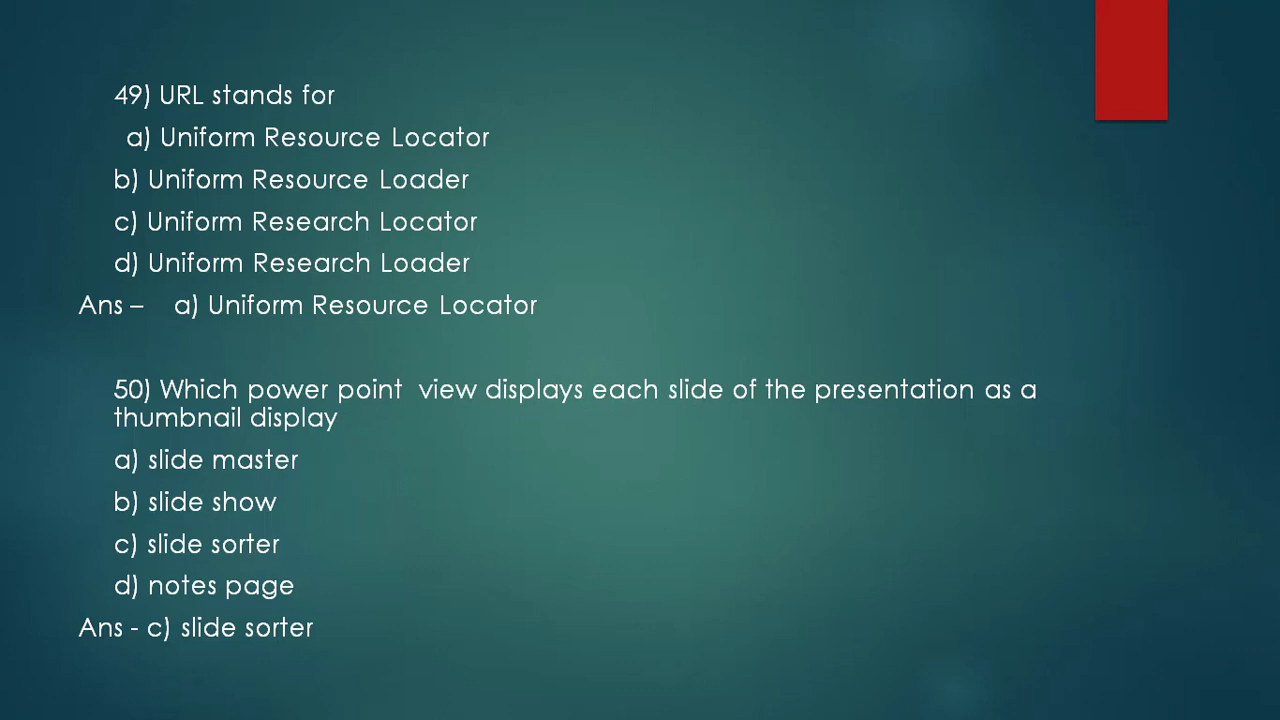 49) URL stands for
a) Uniform Resource Locator
b) Uniform Resource Loader
c) Uniform Research Locator
d) Uniform Research Loader
Ans – a) Uniform Resource Locator
50) Which power point view displays each slide of the presentation as a
thumbnail display
a) slide master
b) slide show
c) slide sorter
d) notes page
Ans - c) slide sorter